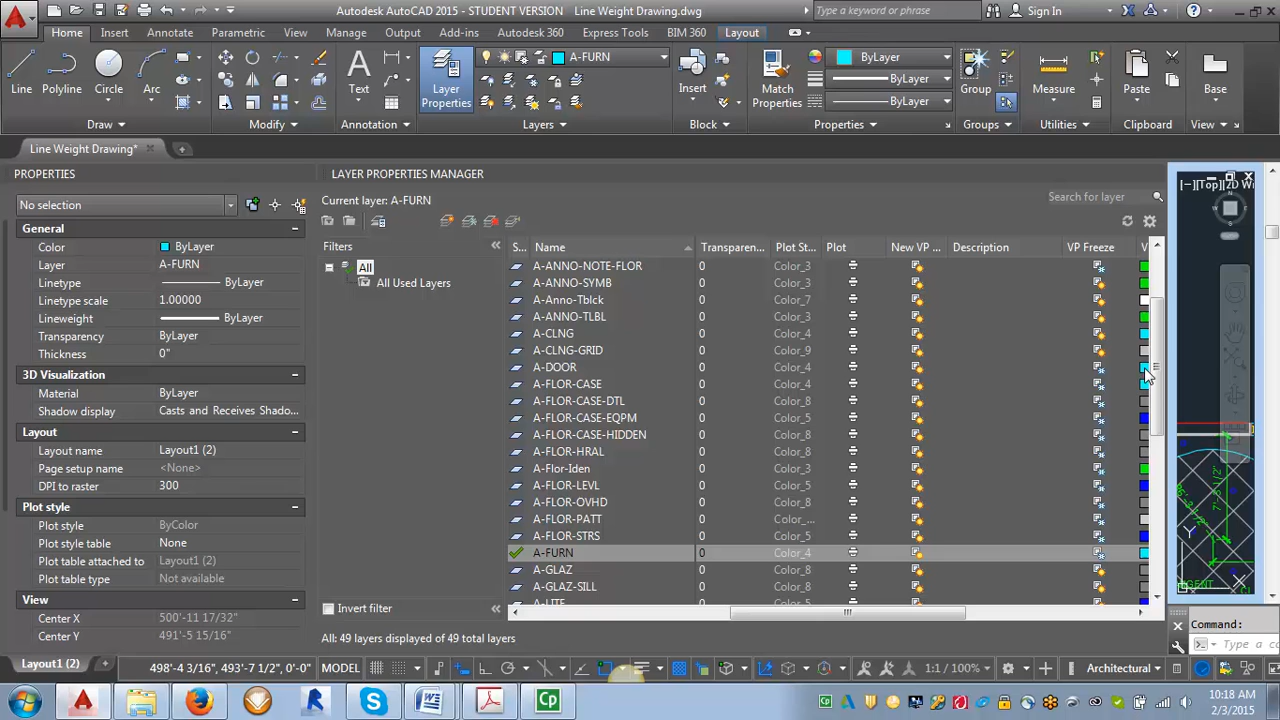 Autodesk AutoCAD 2015 - STUDENT VERSION Line Weight Drawing.dwg
Type a keyword or phrase
Sign In
Home Insert Annotate Parametric View Manage Output Add-ins Autodesk 360 Express Tools BIM 360 Layout
A-FURN
ByLayer
ByLayer
ByLayer
Line Polyline Circle Arc Text Layer Properties Insert Match Properties Group Measure Paste Base
Draw Modify Annotation Layers Block Properties Groups Utilities Clipboard View
Line Weight Drawing*
PROPERTIES
No selection
General
Color ByLayer
Layer A-FURN
Linetype ByLayer
Linetype scale 1.00000
Lineweight ByLayer
Transparency ByLayer
Thickness 0"
3D Visualization
Material ByLayer
Shadow display Casts and Receives Shado...
Layout
Layout name Layout1 (2)
Page setup name <None>
DPI to raster 300
Plot style
Plot style ByColor
Plot style table None
Plot table attached to Layout1 (2)
Plot table type Not available
View
Center X 500'-11 17/32"
Center Y 491'-5 15/16"
LAYER PROPERTIES MANAGER
Current layer: A-FURN
Search for layer
Filters
All
All Used Layers
Invert filter
All: 49 layers displayed of 49 total layers
S.. Name Transparen... Plot St... Plot New VP ... Description VP Freeze V
A-ANNO-NOTE-FLOR 0 Color_3
A-ANNO-SYMB 0 Color_3
A-Anno-Tblck 0 Color_7
A-ANNO-TLBL 0 Color_3
A-CLNG 0 Color_4
A-CLNG-GRID 0 Color_9
A-DOOR 0 Color_4
A-FLOR-CASE 0 Color_4
A-FLOR-CASE-DTL 0 Color_8
A-FLOR-CASE-EQPM 0 Color_5
A-FLOR-CASE-HIDDEN 0 Color_8
A-FLOR-HRAL 0 Color_8
A-Flor-Iden 0 Color_3
A-FLOR-LEVL 0 Color_5
A-FLOR-OVHD 0 Color_8
A-FLOR-PATT 0 Color_...
A-FLOR-STRS 0 Color_5
A-FURN 0 Color_4
A-GLAZ 0 Color_8
A-GLAZ-SILL 0 Color_8
A-LITE 0 Color_5
[−][Top][2D Wi
Command:
Type a co
Layout1 (2)
498'-4 3/16", 493'-7 1/2", 0'-0" MODEL 1:1 / 100% Architectural
10:18 AM
2/3/2015